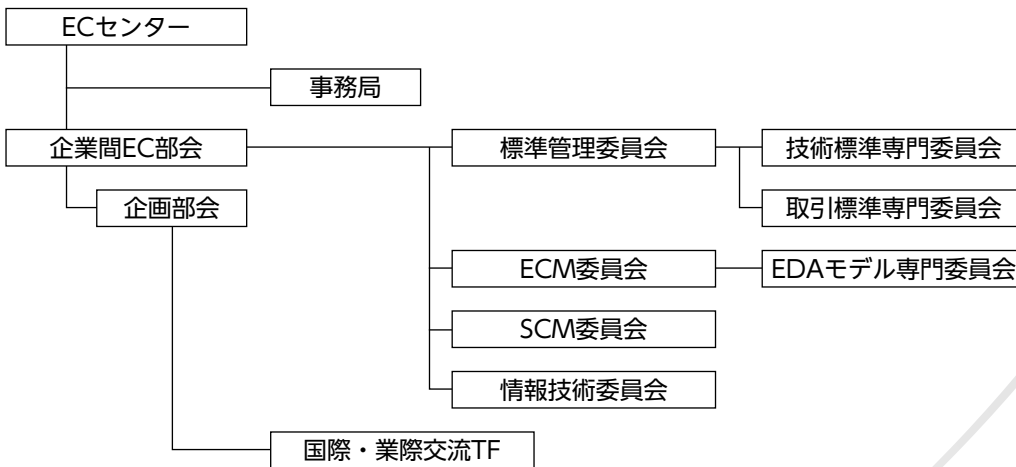 ECセンター
事務局
企業間EC部会
標準管理委員会
技術標準専門委員会
企画部会
取引標準専門委員会
ECM委員会
EDAモデル専門委員会
SCM委員会
情報技術委員会
国際・業際交流TF